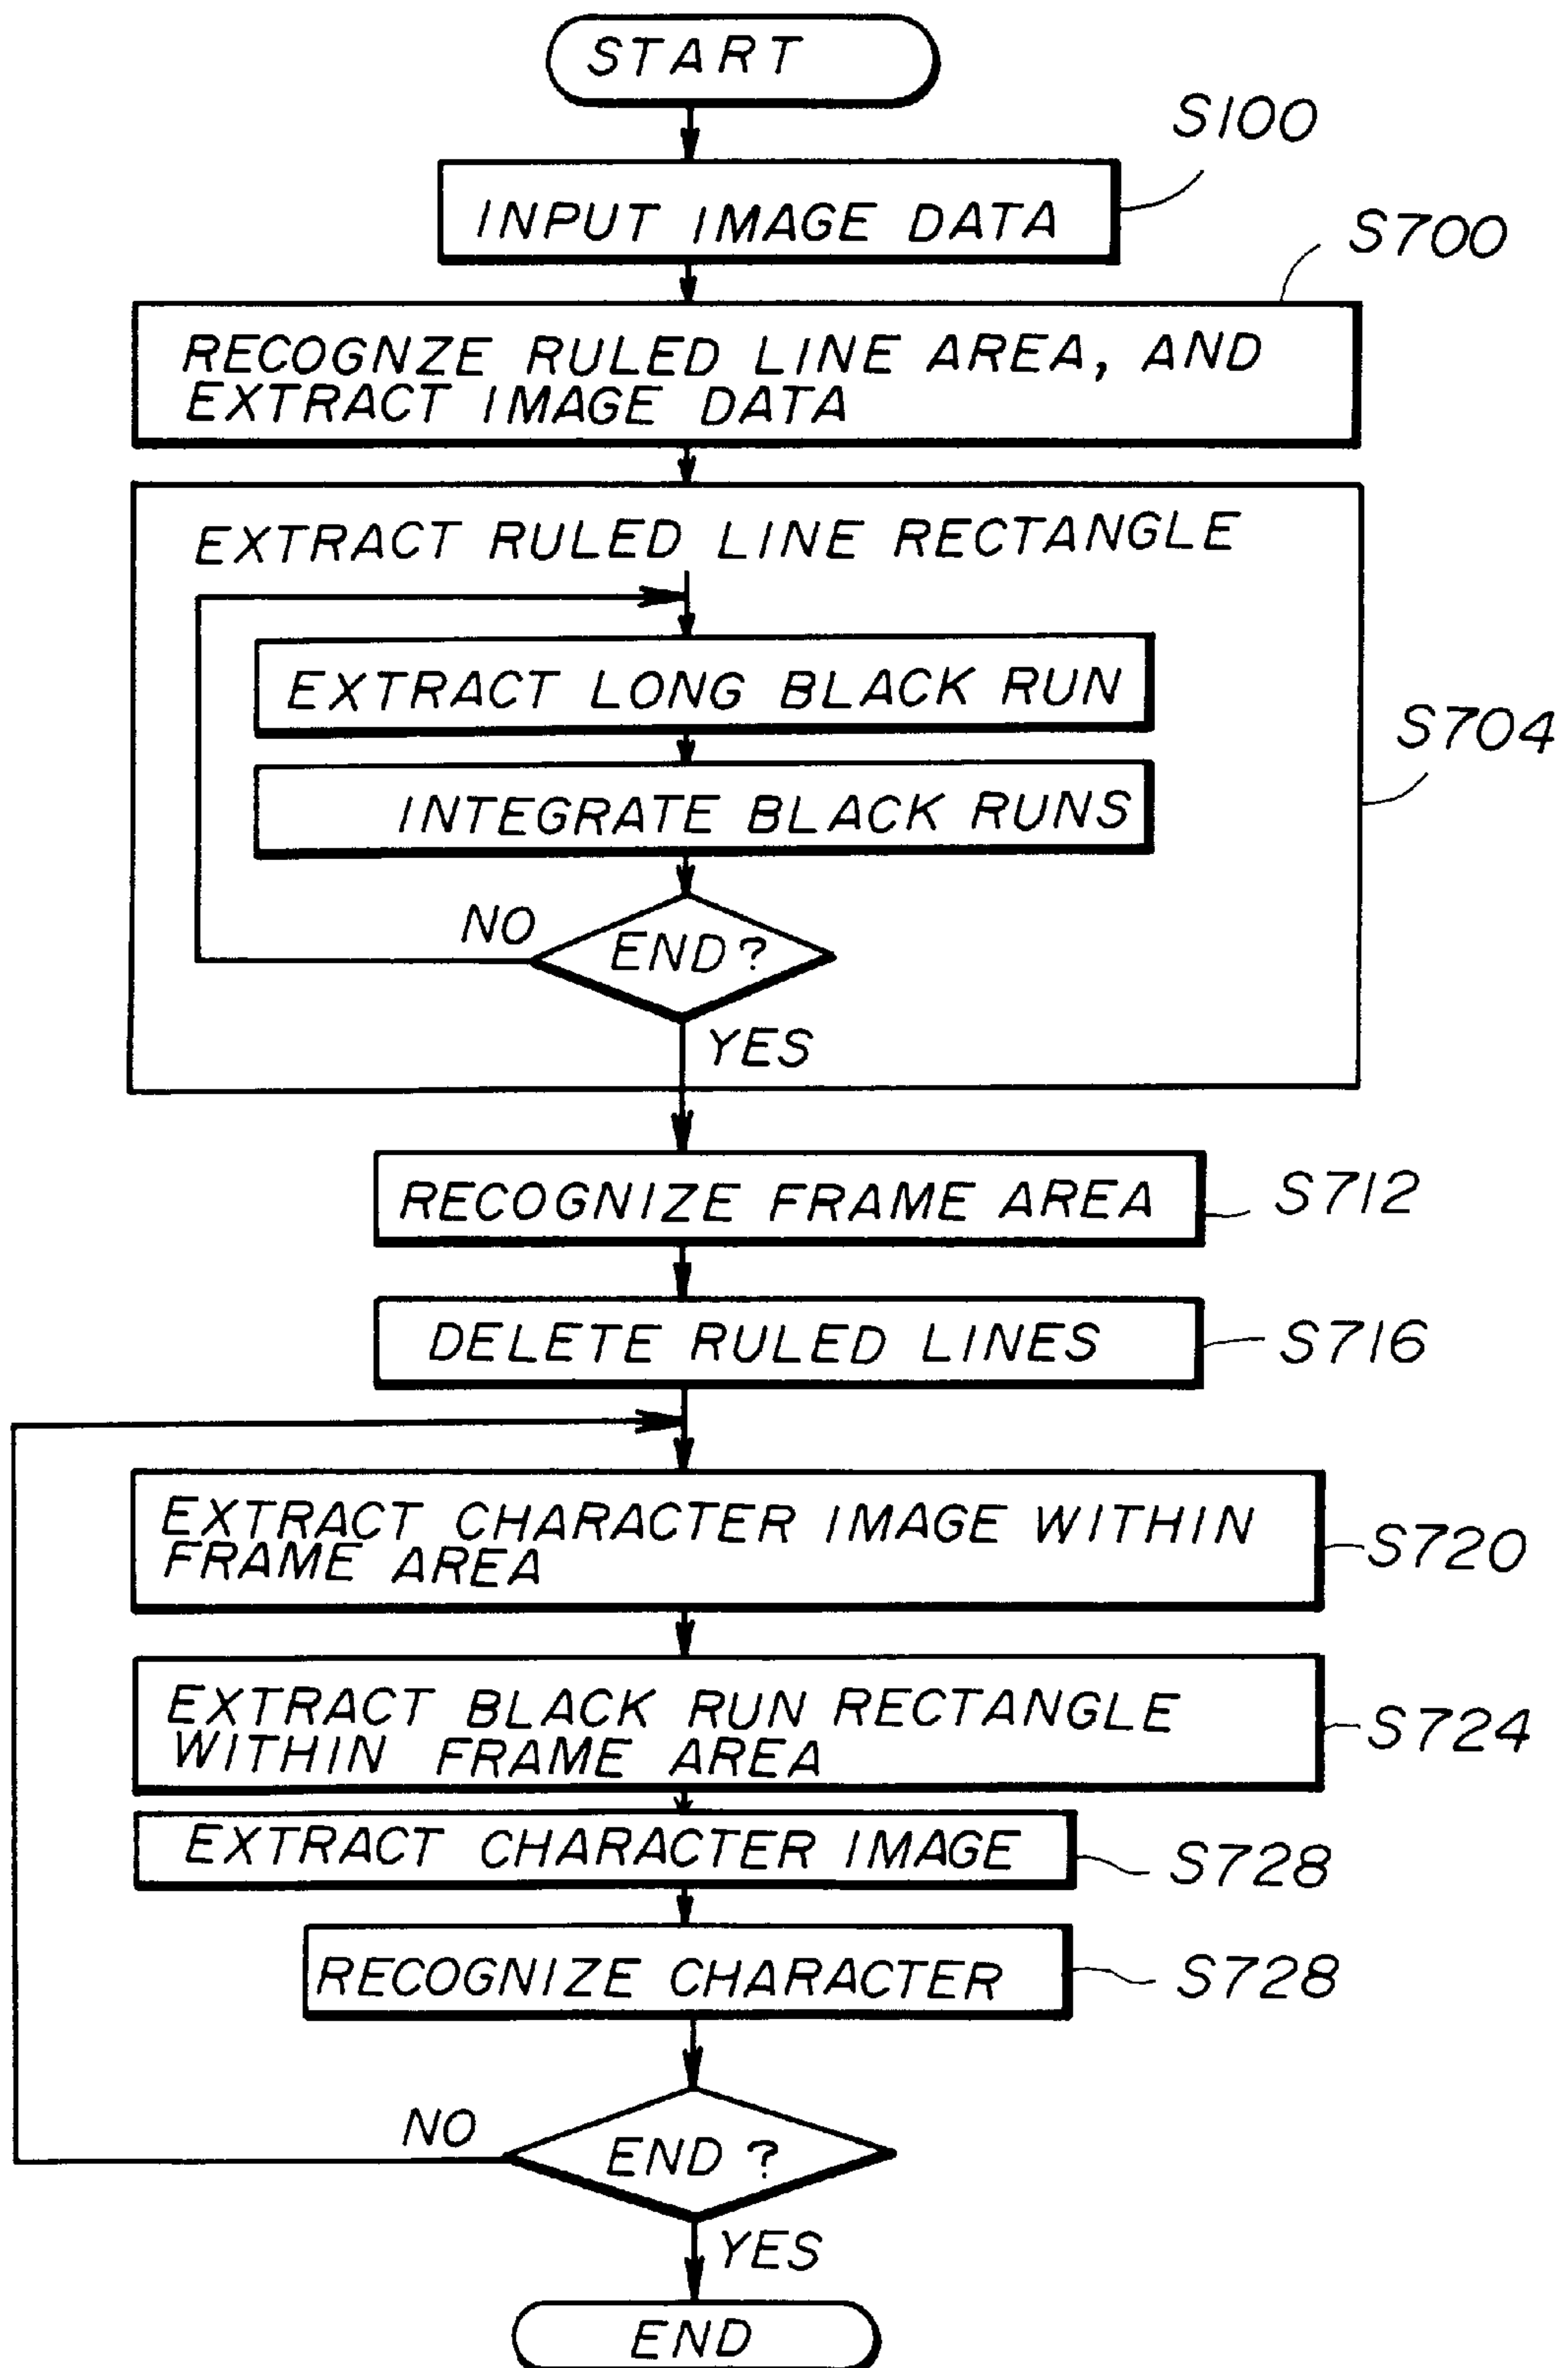 START
S100
INPUT IMAGE DATA
S700
RECOGNZE RULED LINE AREA, AND
EXTRACT IMAGE DATA
EXTRACT RULED LINE RECTANGLE
EXTRACT LONG BLACK RUN
S704
INTEGRATE BLACK RUNS
NO
END?
YES
RECOGNIZE FRAME AREA
S712
DELETE RULED LINES
S716
EXTRACT CHARACTER IMAGE WITHIN
FRAME AREA
S720
EXTRACT BLACK RUN RECTANGLE
WITHIN FRAME AREA
S724
EXTRACT CHARACTER IMAGE
S728
RECOGNIZE CHARACTER
S728
NO
END ?
YES
END